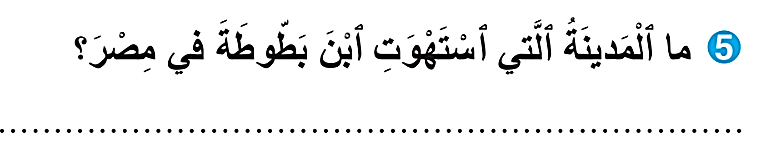 5 ما ٱلْمَدينَةُ ٱلَّتي ٱسْتَهْوَتِ ٱبْنَ بَطّوطَةَ في مِصْرَ؟
................................................................